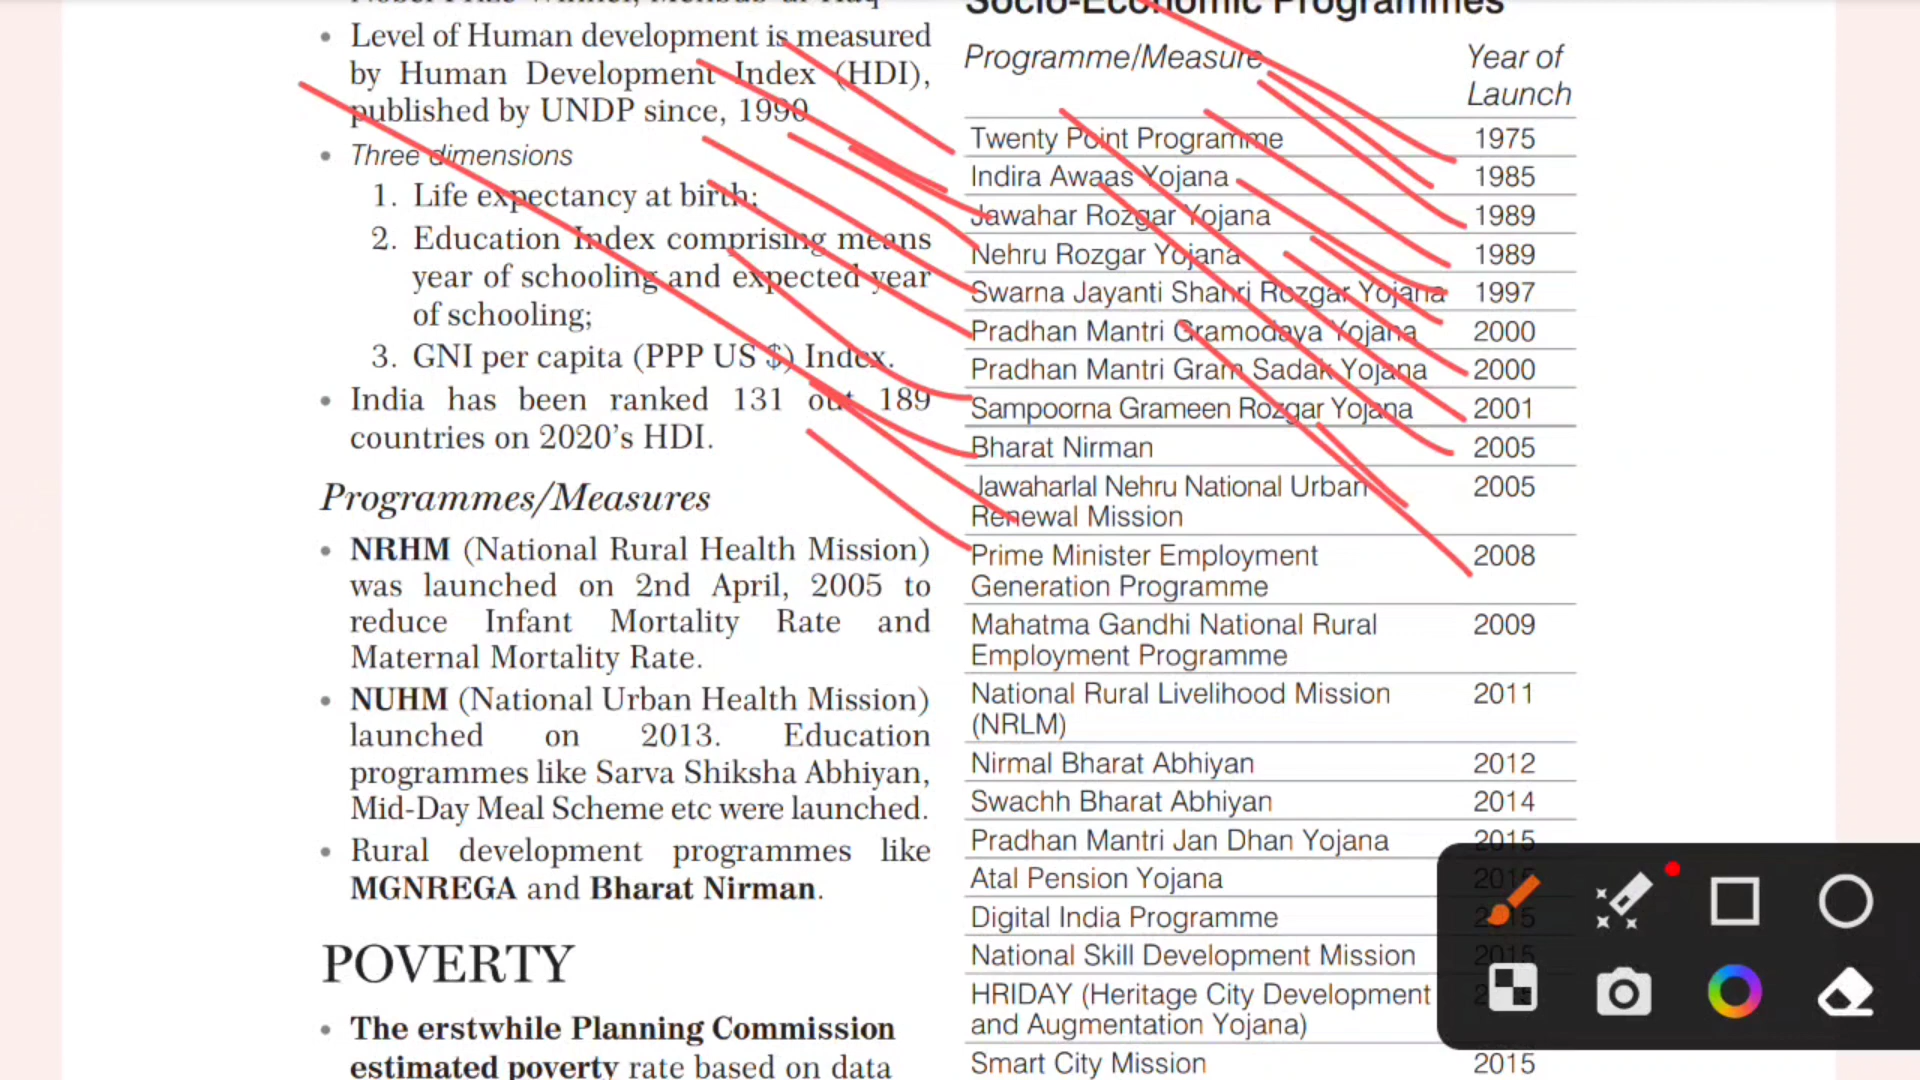 Level of Human development is measured
by Human Development Index (HDI),
published by UNDP since, 1990
Three dimensions
1. Life expectancy at birth;
2. Education Index comprising means
year of schooling and expected year
of schooling;
3. GNI per capita (PPP US $) Index.
India has been ranked 131 out 189
countries on 2020's HDI.
Programmes/Measures
NRHM (National Rural Health Mission)
was launched on 2nd April, 2005 to
reduce Infant Mortality Rate and
Maternal Mortality Rate.
NUHM (National Urban Health Mission)
launched on 2013. Education
programmes like Sarva Shiksha Abhiyan,
Mid-Day Meal Scheme etc were launched.
Rural development programmes like
MGNREGA and Bharat Nirman.
POVERTY
The erstwhile Planning Commission
estimated poverty rate based on data
Socio-Economic Programmes
Programme/Measure Year of
Launch
Twenty Point Programme 1975
Indira Awaas Yojana 1985
Jawahar Rozgar Yojana 1989
Nehru Rozgar Yojana 1989
Swarna Jayanti Shahri Rozgar Yojana 1997
Pradhan Mantri Gramodaya Yojana 2000
Pradhan Mantri Gram Sadak Yojana 2000
Sampoorna Grameen Rozgar Yojana 2001
Bharat Nirman 2005
Jawaharlal Nehru National Urban 2005
Renewal Mission
Prime Minister Employment 2008
Generation Programme
Mahatma Gandhi National Rural 2009
Employment Programme
National Rural Livelihood Mission 2011
(NRLM)
Nirmal Bharat Abhiyan 2012
Swachh Bharat Abhiyan 2014
Pradhan Mantri Jan Dhan Yojana 2015
Atal Pension Yojana 2015
Digital India Programme 2015
National Skill Development Mission 2015
HRIDAY (Heritage City Development
and Augmentation Yojana)
Smart City Mission 2015